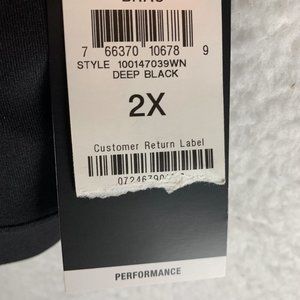 7 66370 10678 9
STYLE 100147039WN
DEEP BLACK
2X
Customer Return Label
PERFORMANCE